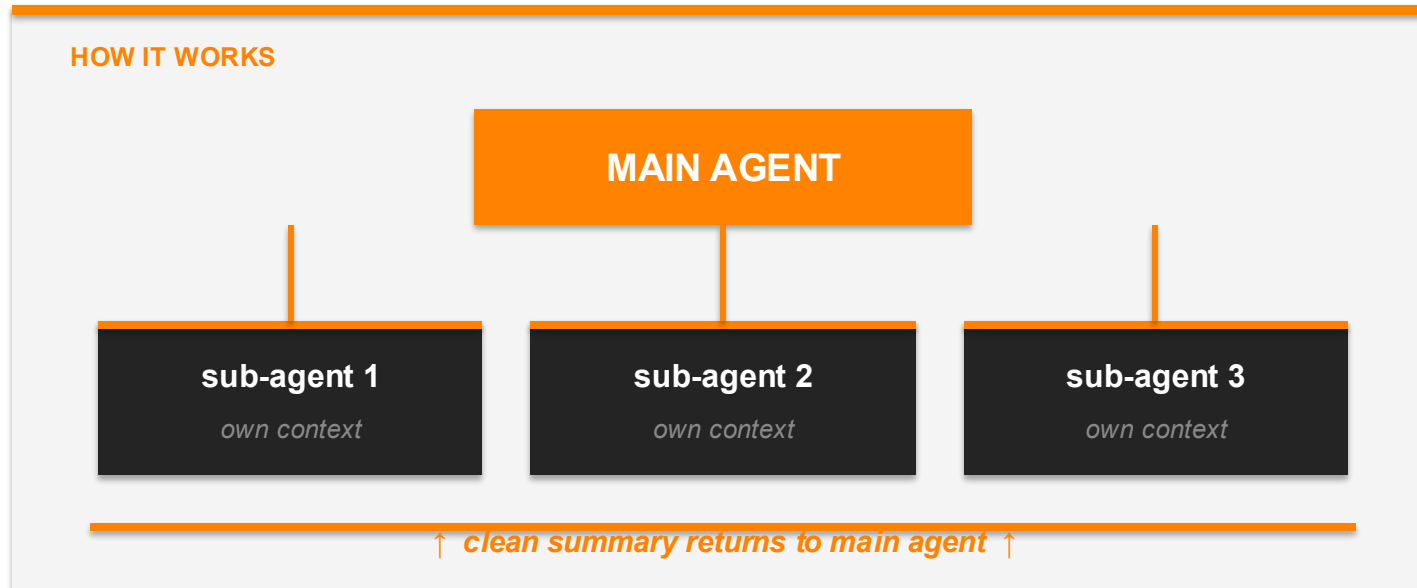 HOW IT WORKS
MAIN AGENT
sub-agent 1
own context
sub-agent 2
own context
sub-agent 3
own context
↑ clean summary returns to main agent ↑